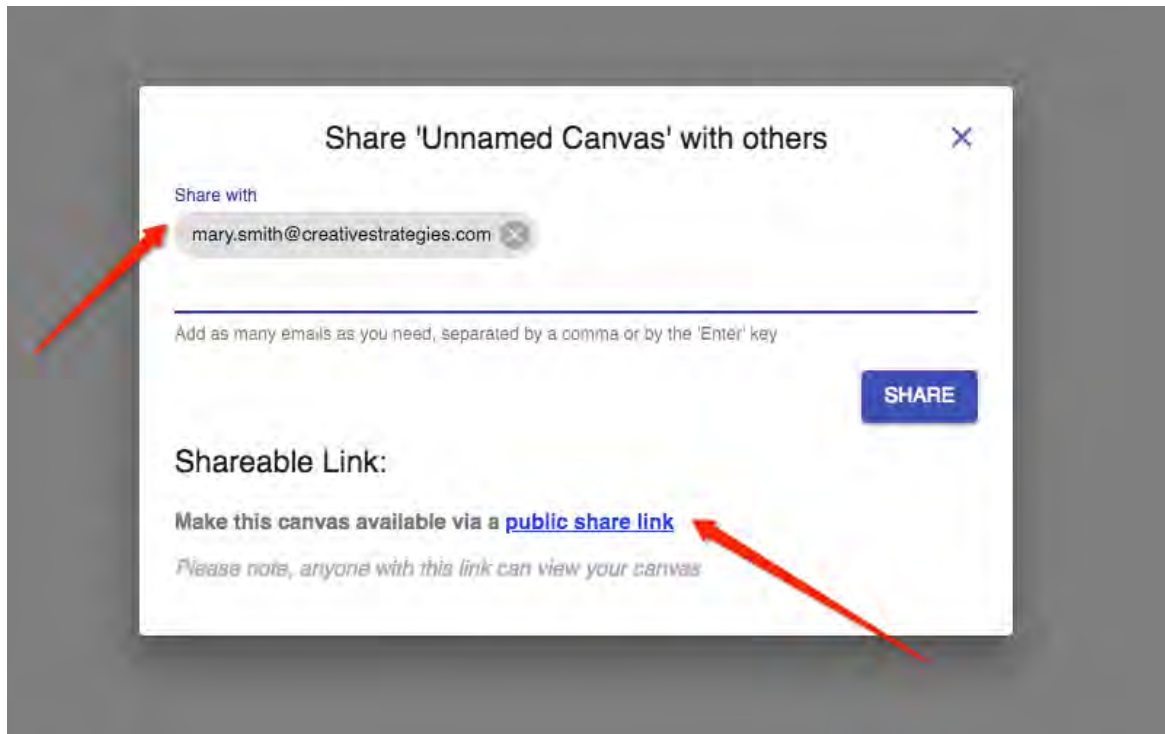 Share 'Unnamed Canvas' with others
Share with
mary.smith@creativestrategies.com
Add as many emails as you need, separated by a comma or by the 'Enter' key
SHARE
Shareable Link:
Make this canvas available via a public share link
Please note, anyone with this link can view your canvas